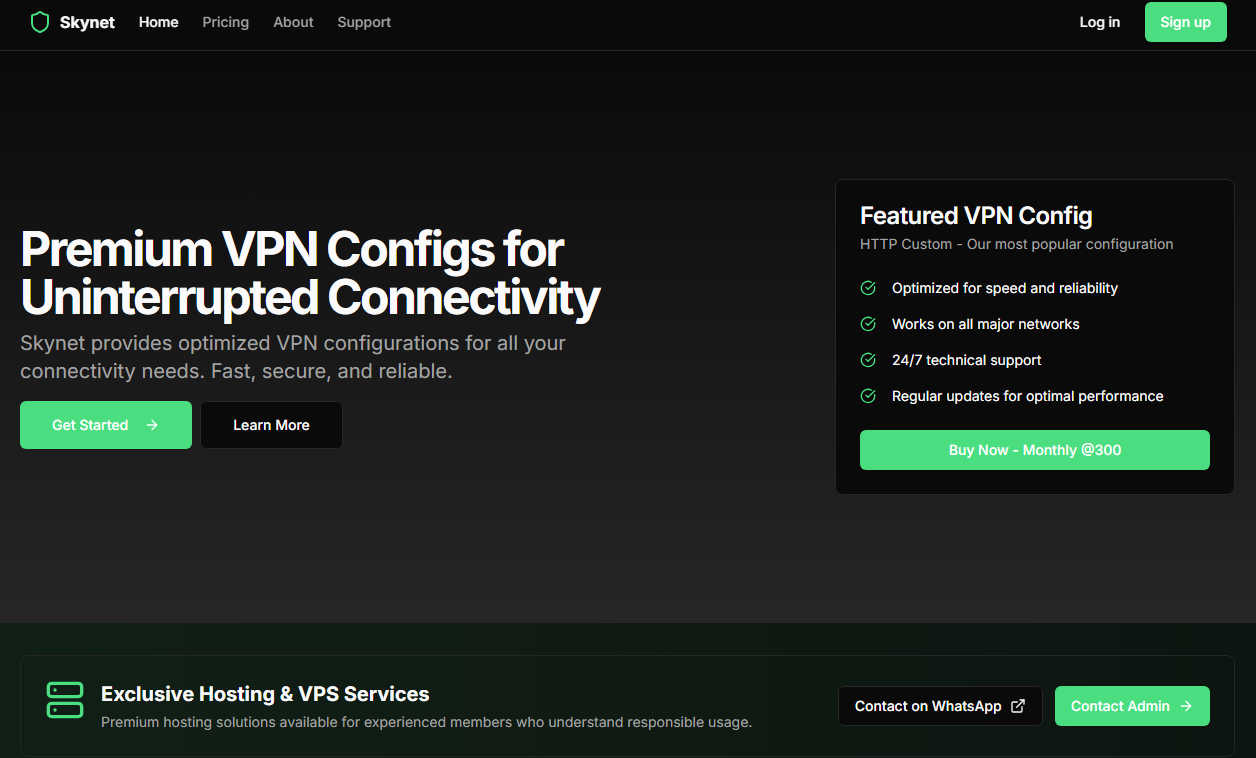 Skynet Home Pricing About Support Log in Sign up
Premium VPN Configs for
Uninterrupted Connectivity
Skynet provides optimized VPN configurations for all your
connectivity needs. Fast, secure, and reliable.
Get Started Learn More
Featured VPN Config
HTTP Custom - Our most popular configuration
Optimized for speed and reliability
Works on all major networks
24/7 technical support
Regular updates for optimal performance
Buy Now - Monthly @300
Exclusive Hosting & VPS Services
Premium hosting solutions available for experienced members who understand responsible usage.
Contact on WhatsApp Contact Admin